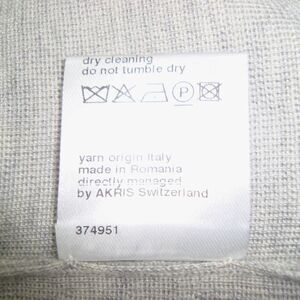 dry cleaning
do not tumble dry
P
yarn origin Italy
made in Romania
directly managed
by AKRIS Switzerland
374951